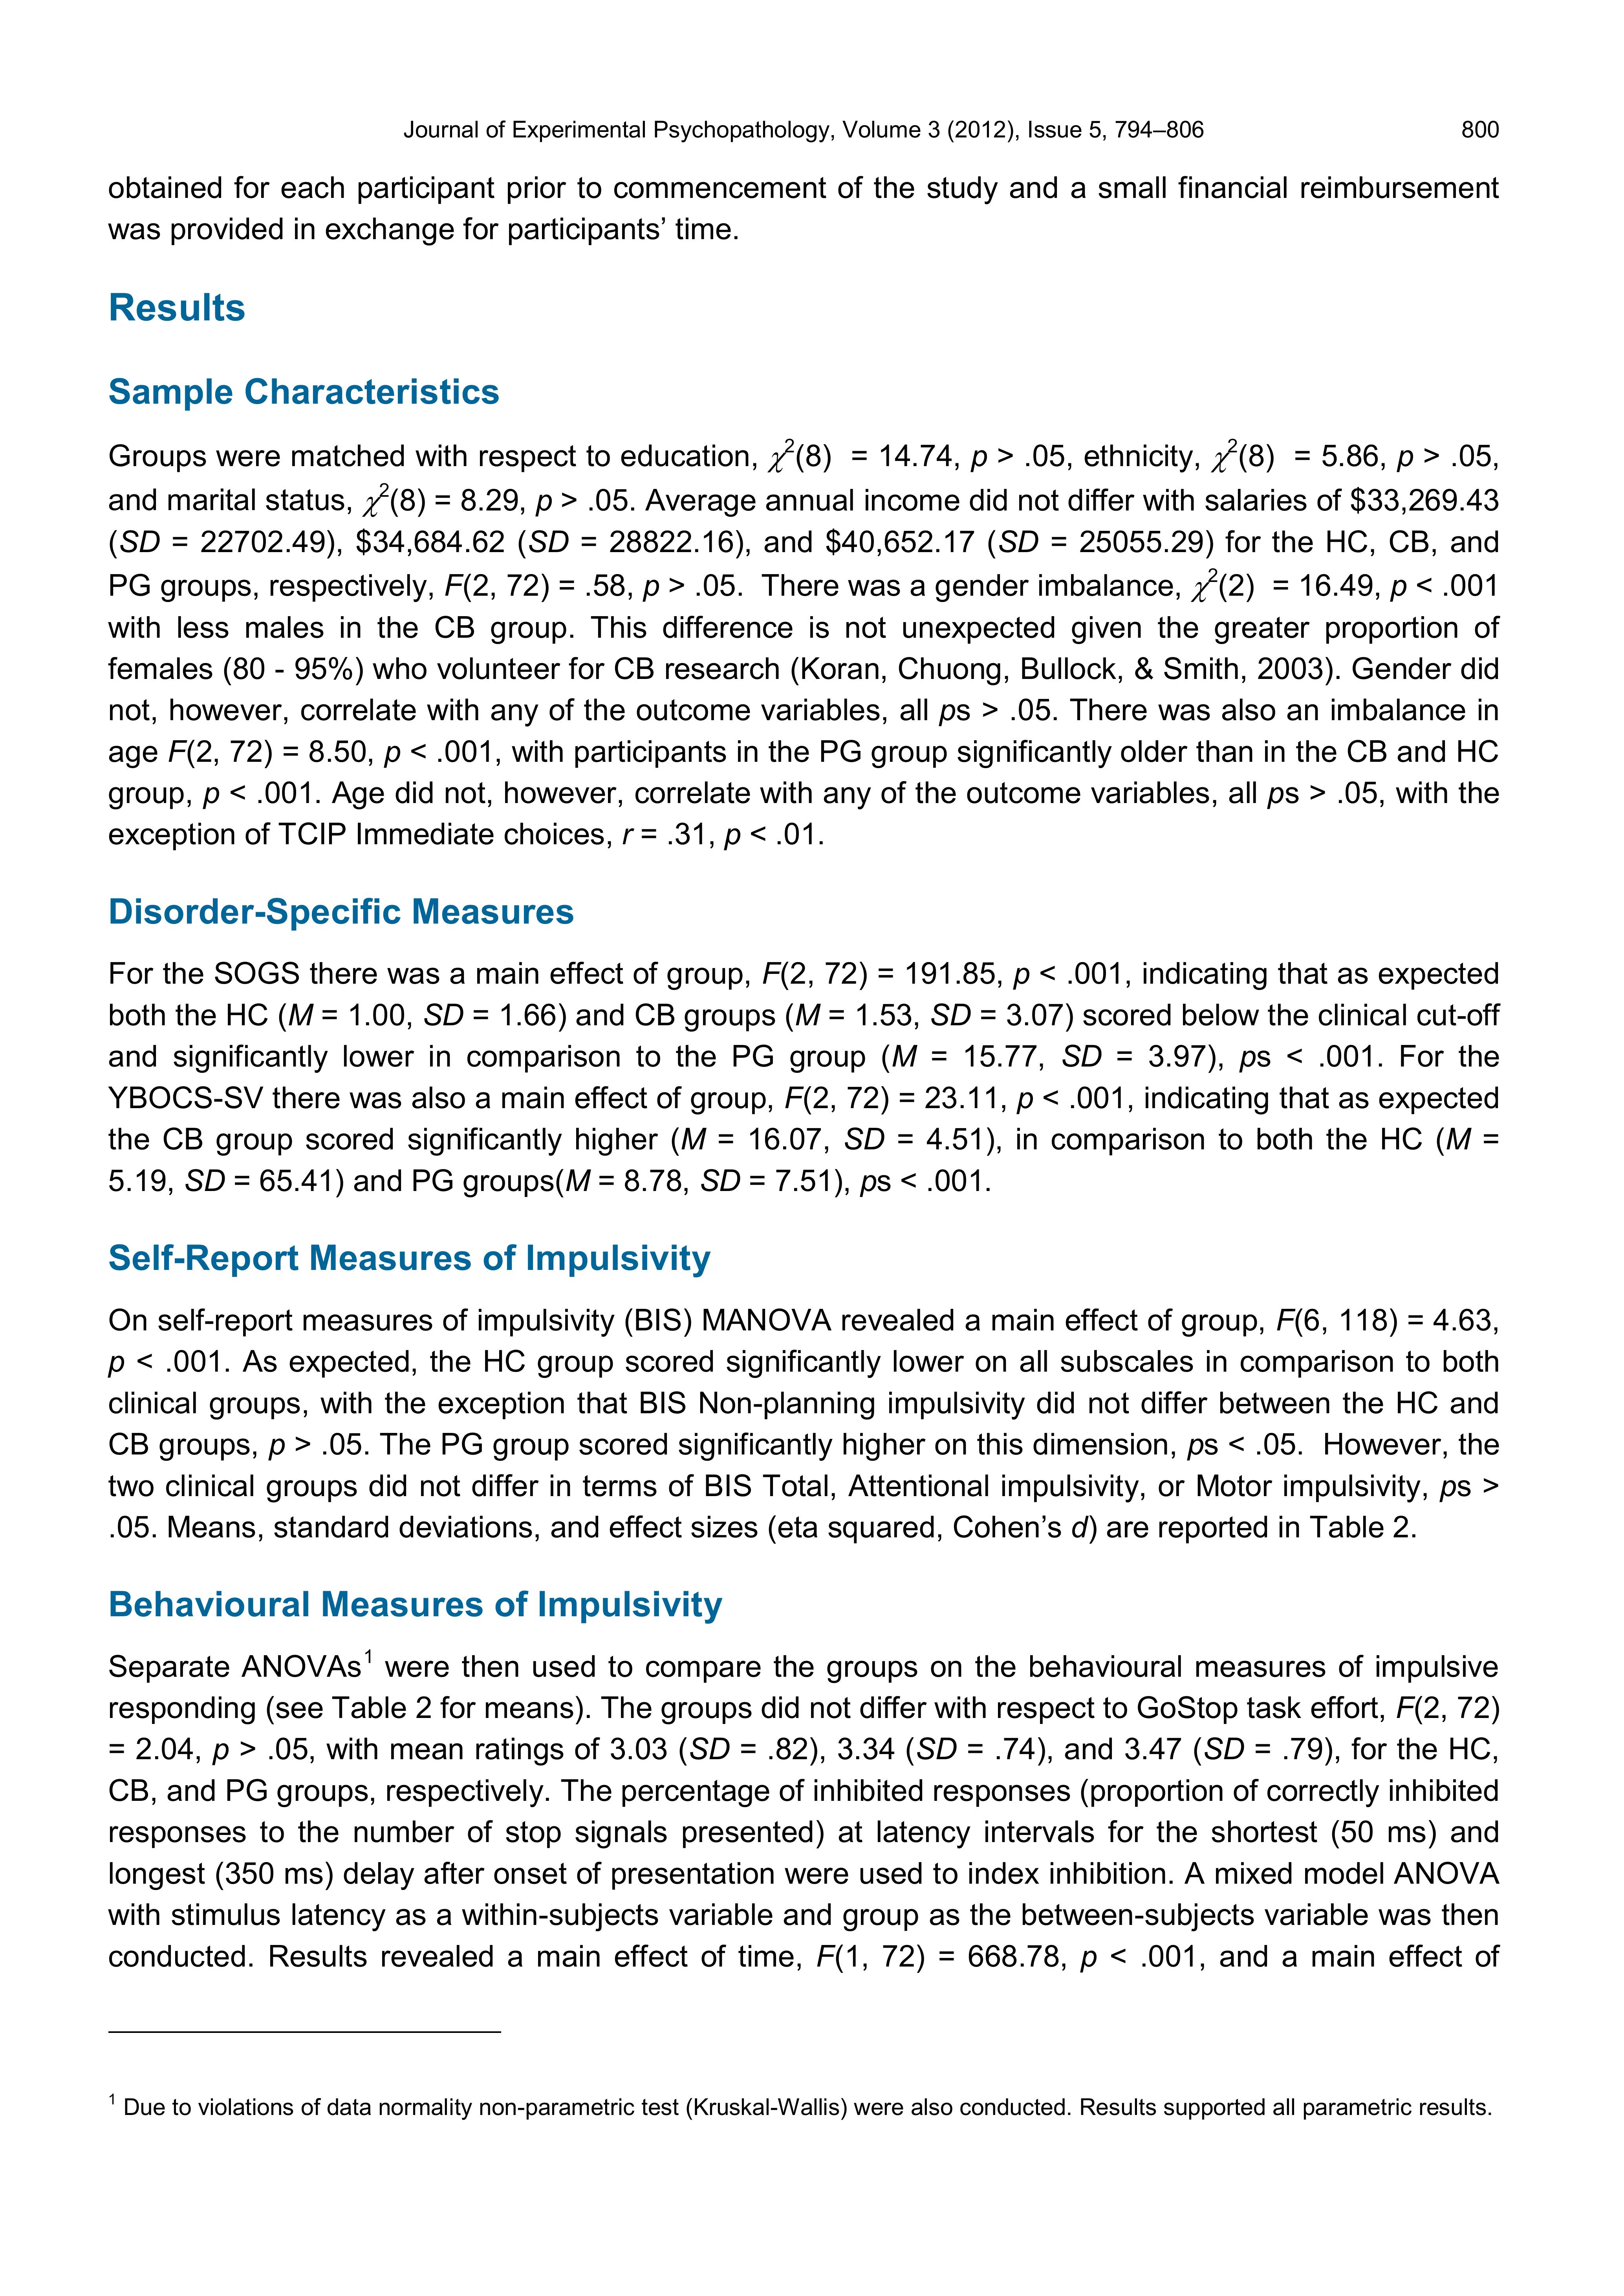 Journal of Experimental Psychopathology, Volume 3 (2012), Issue 5, 794–806 800
obtained for each participant prior to commencement of the study and a small financial reimbursement
was provided in exchange for participants’ time.
Results
Sample Characteristics
Groups were matched with respect to education, χ²(8) = 14.74, p > .05, ethnicity, χ²(8) = 5.86, p > .05,
and marital status, χ²(8) = 8.29, p > .05. Average annual income did not differ with salaries of $33,269.43
(SD = 22702.49), $34,684.62 (SD = 28822.16), and $40,652.17 (SD = 25055.29) for the HC, CB, and
PG groups, respectively, F(2, 72) = .58, p > .05. There was a gender imbalance, χ²(2) = 16.49, p < .001
with less males in the CB group. This difference is not unexpected given the greater proportion of
females (80 - 95%) who volunteer for CB research (Koran, Chuong, Bullock, & Smith, 2003). Gender did
not, however, correlate with any of the outcome variables, all ps > .05. There was also an imbalance in
age F(2, 72) = 8.50, p < .001, with participants in the PG group significantly older than in the CB and HC
group, p < .001. Age did not, however, correlate with any of the outcome variables, all ps > .05, with the
exception of TCIP Immediate choices, r = .31, p < .01.
Disorder-Specific Measures
For the SOGS there was a main effect of group, F(2, 72) = 191.85, p < .001, indicating that as expected
both the HC (M = 1.00, SD = 1.66) and CB groups (M = 1.53, SD = 3.07) scored below the clinical cut-off
and significantly lower in comparison to the PG group (M = 15.77, SD = 3.97), ps < .001. For the
YBOCS-SV there was also a main effect of group, F(2, 72) = 23.11, p < .001, indicating that as expected
the CB group scored significantly higher (M = 16.07, SD = 4.51), in comparison to both the HC (M =
5.19, SD = 65.41) and PG groups(M = 8.78, SD = 7.51), ps < .001.
Self-Report Measures of Impulsivity
On self-report measures of impulsivity (BIS) MANOVA revealed a main effect of group, F(6, 118) = 4.63,
p < .001. As expected, the HC group scored significantly lower on all subscales in comparison to both
clinical groups, with the exception that BIS Non-planning impulsivity did not differ between the HC and
CB groups, p > .05. The PG group scored significantly higher on this dimension, ps < .05. However, the
two clinical groups did not differ in terms of BIS Total, Attentional impulsivity, or Motor impulsivity, ps >
.05. Means, standard deviations, and effect sizes (eta squared, Cohen’s d) are reported in Table 2.
Behavioural Measures of Impulsivity
Separate ANOVAs¹ were then used to compare the groups on the behavioural measures of impulsive
responding (see Table 2 for means). The groups did not differ with respect to GoStop task effort, F(2, 72)
= 2.04, p > .05, with mean ratings of 3.03 (SD = .82), 3.34 (SD = .74), and 3.47 (SD = .79), for the HC,
CB, and PG groups, respectively. The percentage of inhibited responses (proportion of correctly inhibited
responses to the number of stop signals presented) at latency intervals for the shortest (50 ms) and
longest (350 ms) delay after onset of presentation were used to index inhibition. A mixed model ANOVA
with stimulus latency as a within-subjects variable and group as the between-subjects variable was then
conducted. Results revealed a main effect of time, F(1, 72) = 668.78, p < .001, and a main effect of
¹ Due to violations of data normality non-parametric test (Kruskal-Wallis) were also conducted. Results supported all parametric results.